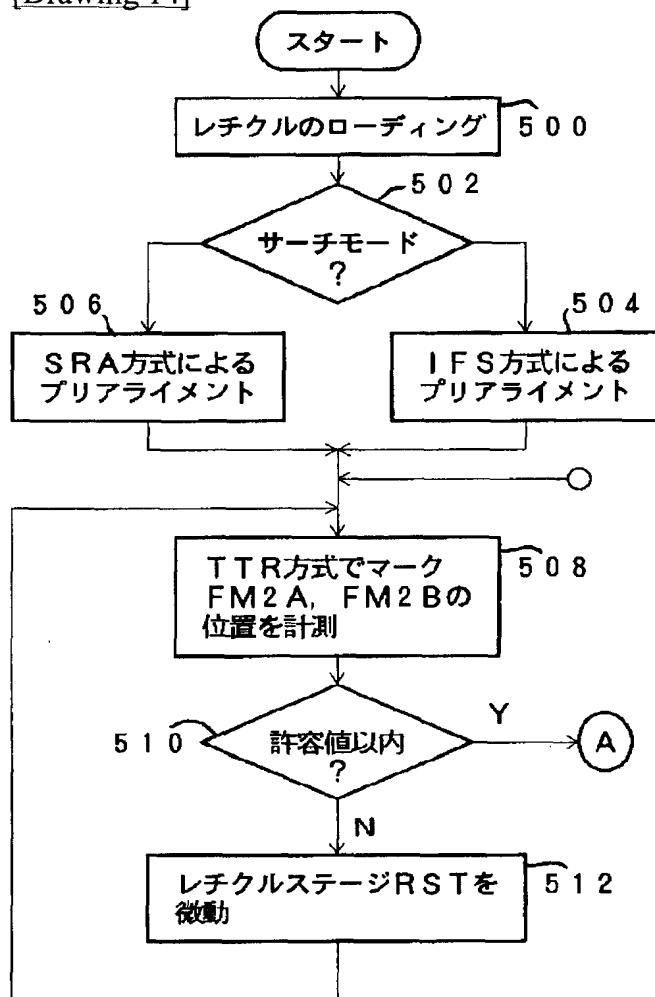 [Drawing 14]
スタート
レチクルのローディング
500
502
サーチモード
?
506
504
SRA方式による
プリアライメント
IFS方式による
プリアライメント
TTR方式でマーク
FM2A, FM2Bの
位置を計測
508
510
許容値以内
?
Y
A
N
レチクルステージRSTを
微動
512